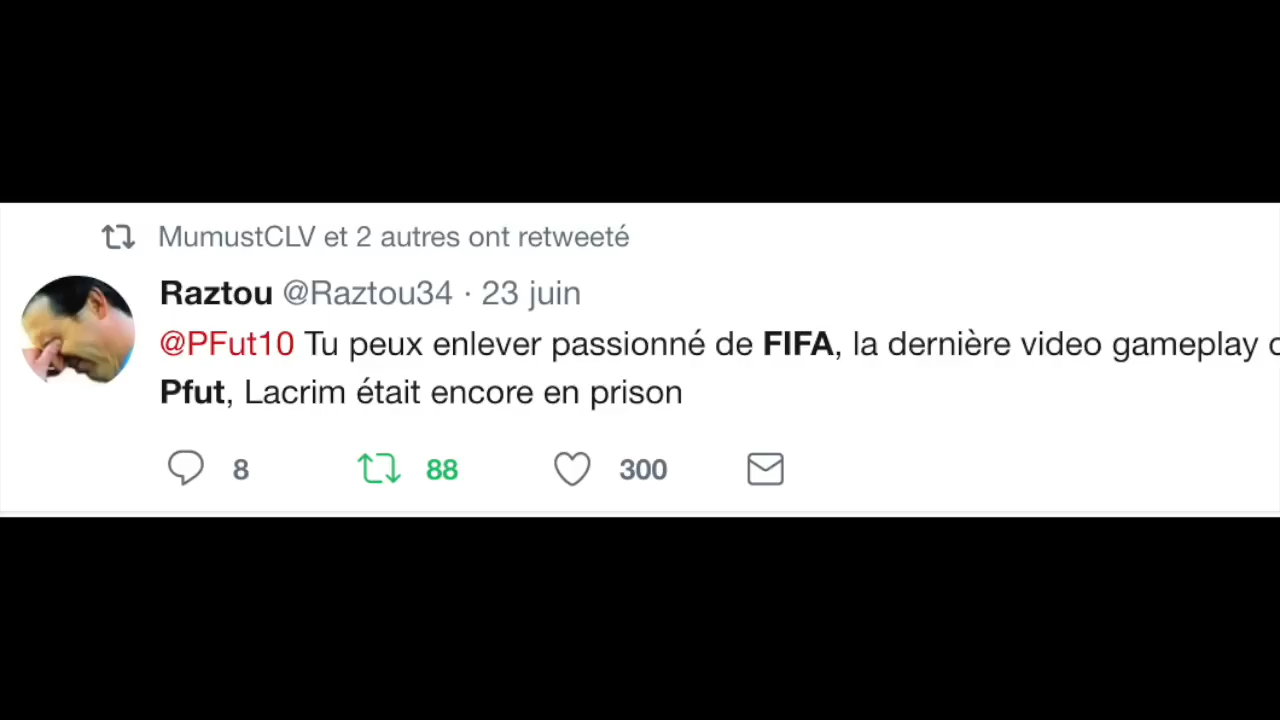 MumustCLV et 2 autres ont retweeté
Raztou @Raztou34 · 23 juin
@PFut10 Tu peux enlever passionné de FIFA, la dernière video gameplay
Pfut, Lacrim était encore en prison
8 88 300